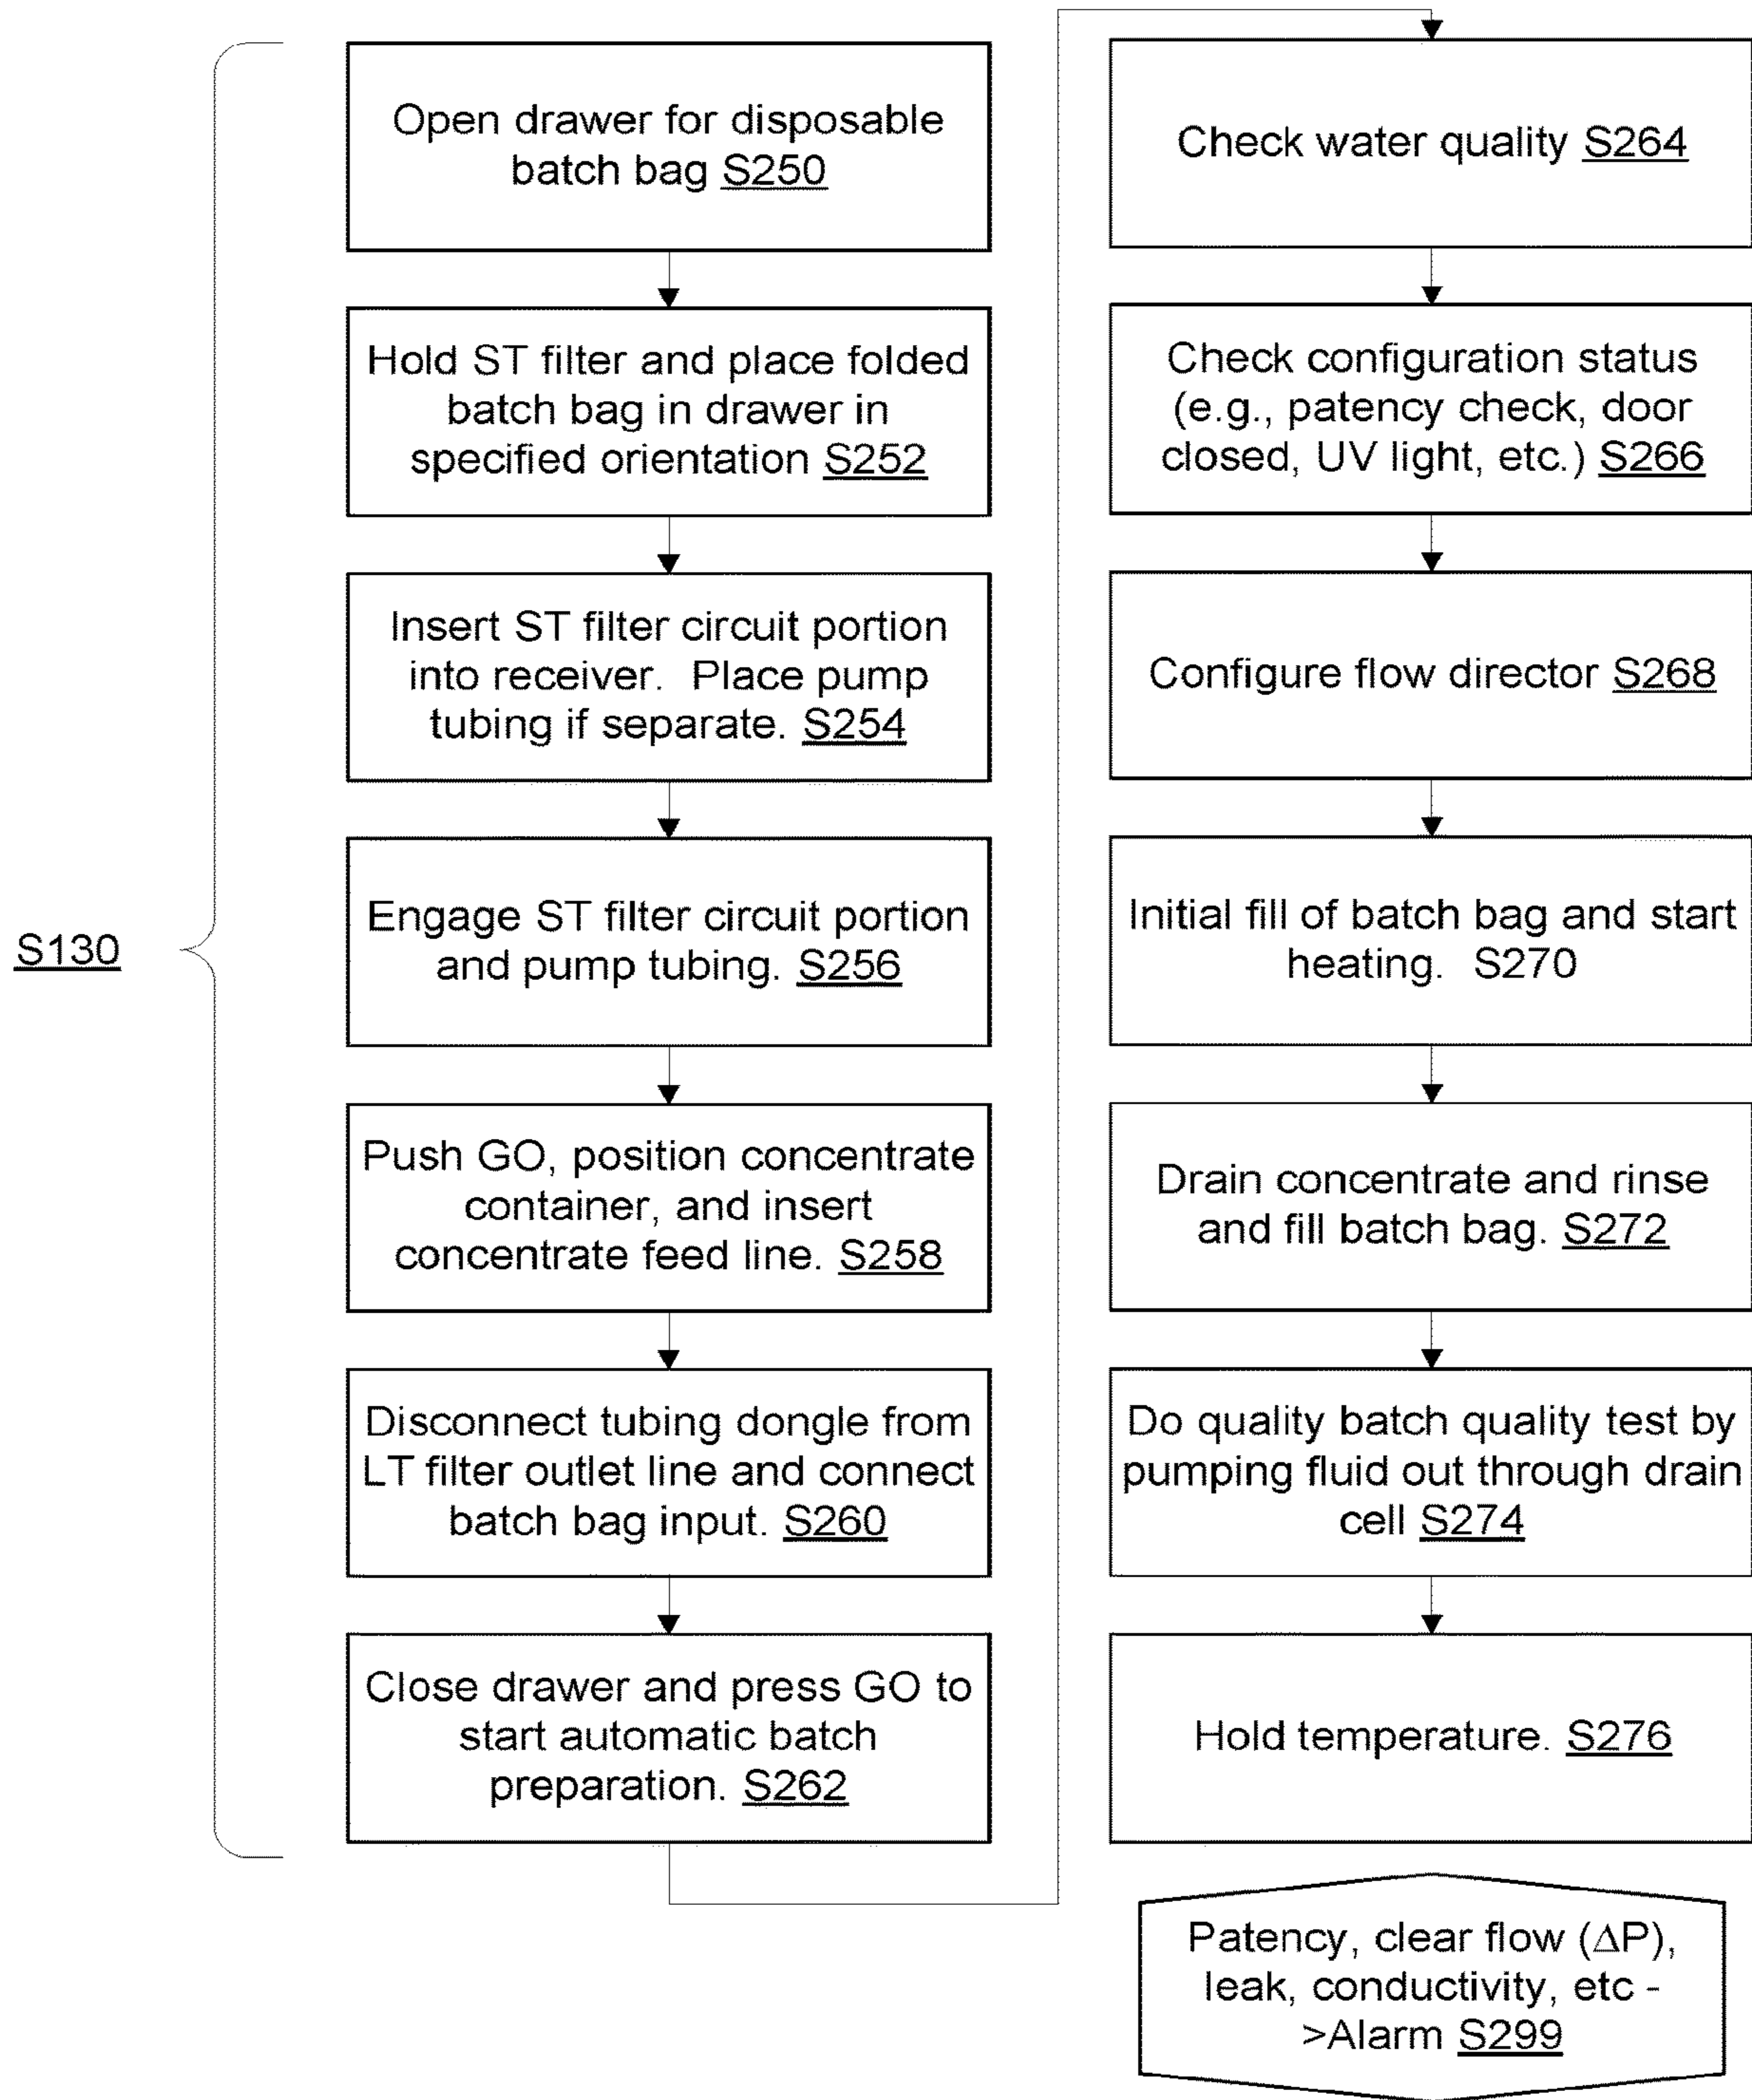 S130
Open drawer for disposable
batch bag S250
Hold ST filter and place folded
batch bag in drawer in
specified orientation S252
Insert ST filter circuit portion
into receiver.  Place pump
tubing if separate. S254
Engage ST filter circuit portion
and pump tubing. S256
Push GO, position concentrate
container, and insert
concentrate feed line. S258
Disconnect tubing dongle from
LT filter outlet line and connect
batch bag input. S260
Close drawer and press GO to
start automatic batch
preparation. S262
Check water quality S264
Check configuration status
(e.g., patency check, door
closed, UV light, etc.) S266
Configure flow director S268
Initial fill of batch bag and start
heating.  S270
Drain concentrate and rinse
and fill batch bag. S272
Do quality batch quality test by
pumping fluid out through drain
cell S274
Hold temperature. S276
Patency, clear flow (ΔP),
leak, conductivity, etc -
>Alarm S299